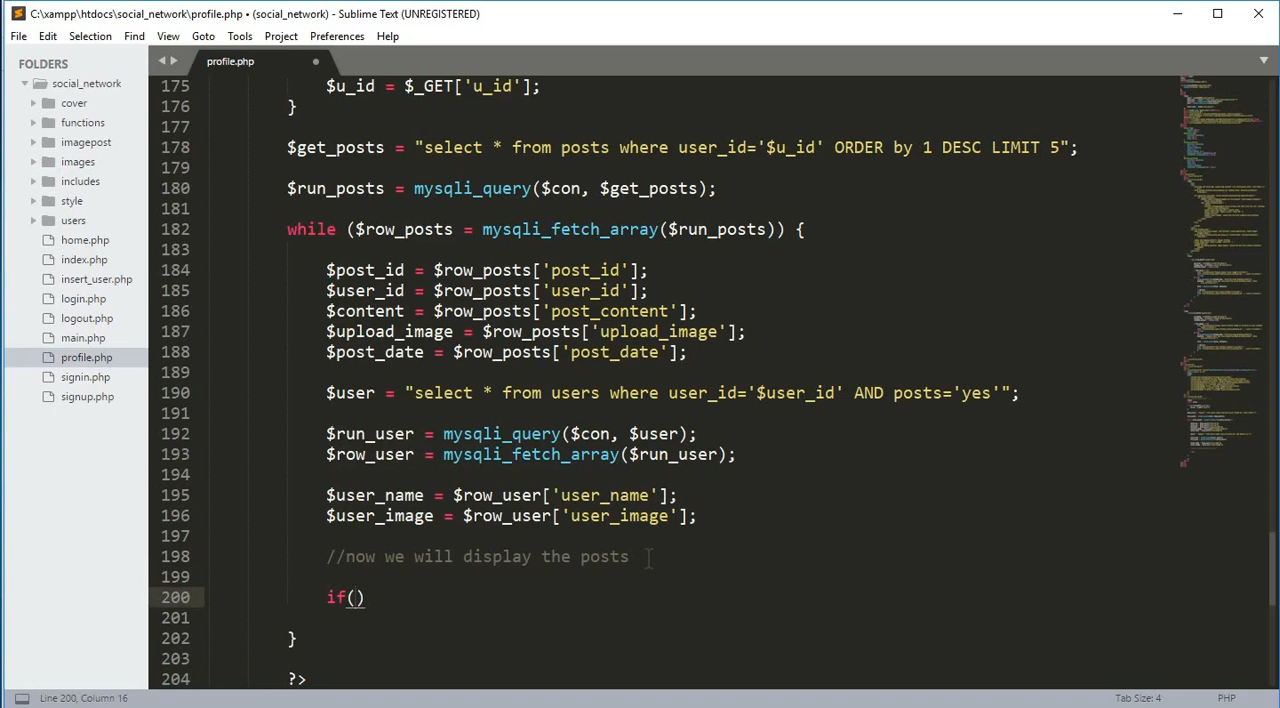 C:\xampp\htdocs\social_network\profile.php • (social_network) - Sublime Text (UNREGISTERED)
File Edit Selection Find View Goto Tools Project Preferences Help
FOLDERS
social_network
cover
functions
imagepost
images
includes
style
users
home.php
index.php
insert_user.php
login.php
logout.php
main.php
profile.php
signin.php
signup.php
profile.php
175 $u_id = $_GET['u_id'];
176 }
177
178 $get_posts = "select * from posts where user_id='$u_id' ORDER by 1 DESC LIMIT 5";
179
180 $run_posts = mysqli_query($con, $get_posts);
181
182 while ($row_posts = mysqli_fetch_array($run_posts)) {
183
184 $post_id = $row_posts['post_id'];
185 $user_id = $row_posts['user_id'];
186 $content = $row_posts['post_content'];
187 $upload_image = $row_posts['upload_image'];
188 $post_date = $row_posts['post_date'];
189
190 $user = "select * from users where user_id='$user_id' AND posts='yes'";
191
192 $run_user = mysqli_query($con, $user);
193 $row_user = mysqli_fetch_array($run_user);
194
195 $user_name = $row_user['user_name'];
196 $user_image = $row_user['user_image'];
197
198 //now we will display the posts
199
200 if()
201
202 }
203
204 ?>
Line 200, Column 16 Tab Size: 4 PHP